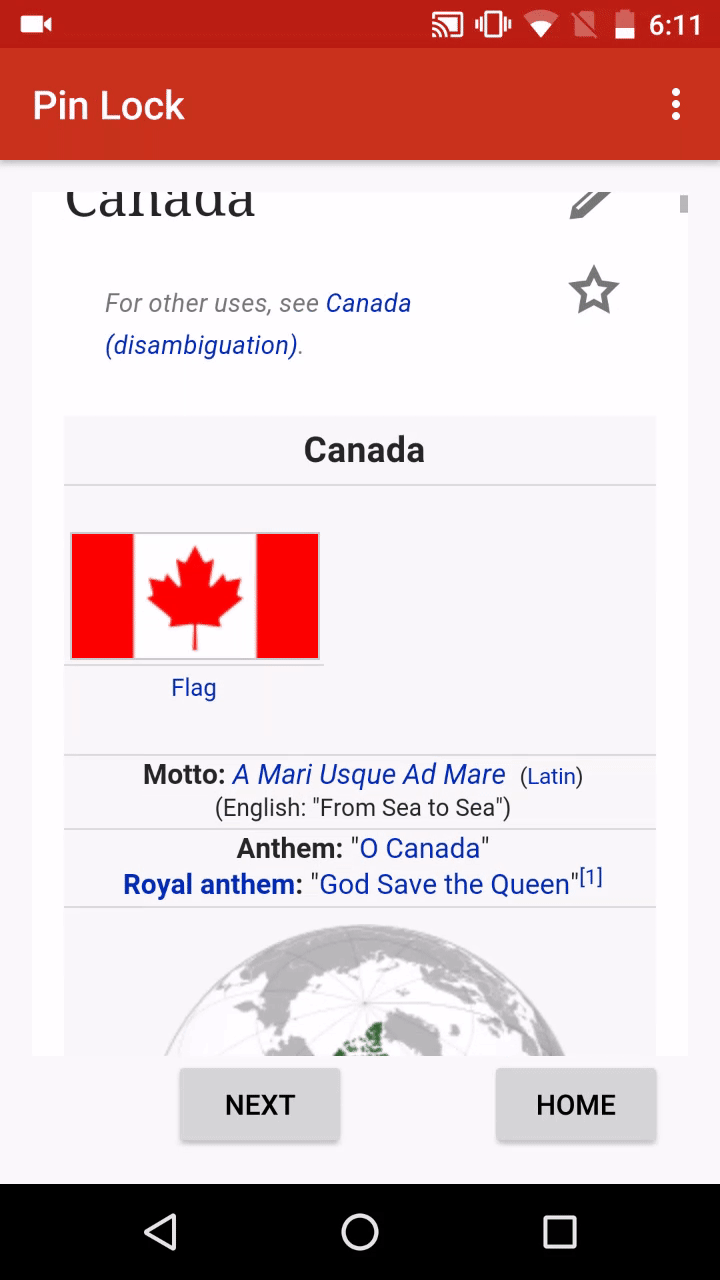 6:11
Pin Lock
Canada
For other uses, see Canada
(disambiguation).
Canada
Flag
Motto: A Mari Usque Ad Mare (Latin)
(English: "From Sea to Sea")
Anthem: "O Canada"
Royal anthem: "God Save the Queen"[1]
NEXT
HOME